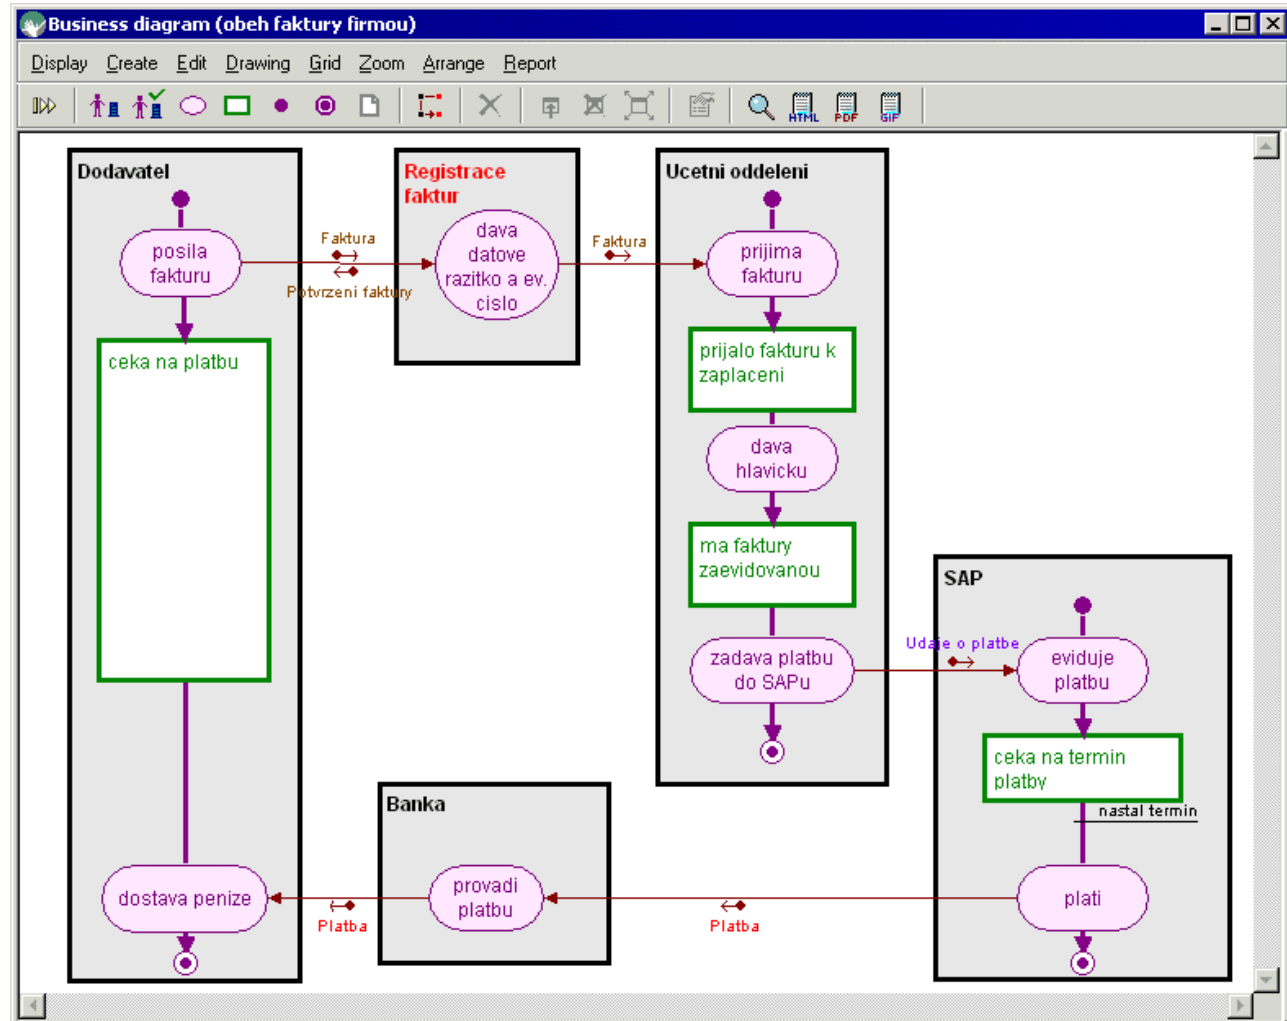 Business diagram (obeh faktury firmou)
Display Create Edit Drawing Grid Zoom Arrange Report
HTML PDF GIF
Dodavatel
posila
fakturu
ceka na platbu
dostava penize
Faktura
Potvrzeni faktury
Registrace
faktur
dava
datove
razitko a ev.
cislo
Faktura
Ucetni oddeleni
prijima
fakturu
prijalo fakturu k
zaplaceni
dava
hlavicku
ma faktury
zaevidovanou
zadava platbu
do SAPu
Udaje o platbe
SAP
eviduje
platbu
ceka na termin
platby
nastal termin
plati
Platba
Banka
provadi
platbu
Platba